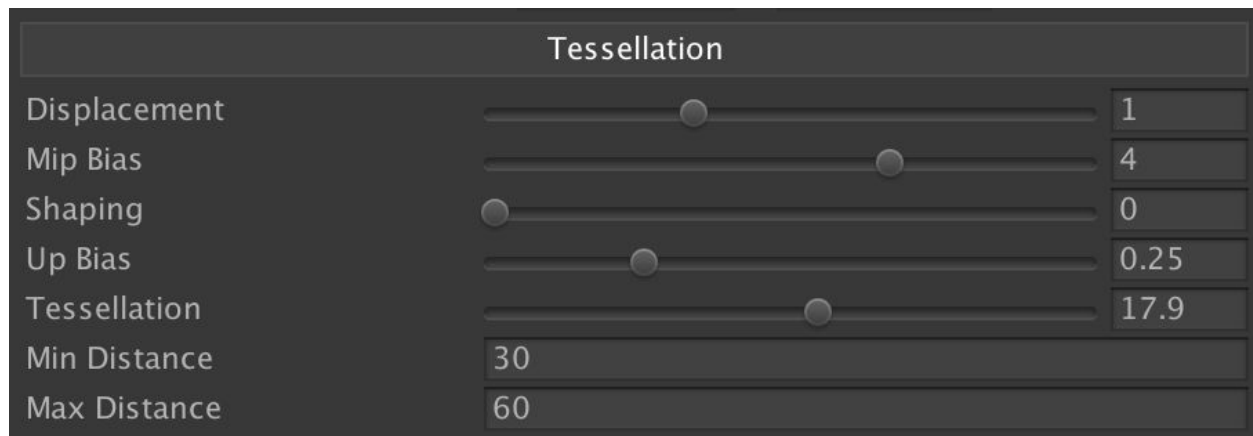 Tessellation
Displacement 1
Mip Bias 4
Shaping 0
Up Bias 0.25
Tessellation 17.9
Min Distance 30
Max Distance 60